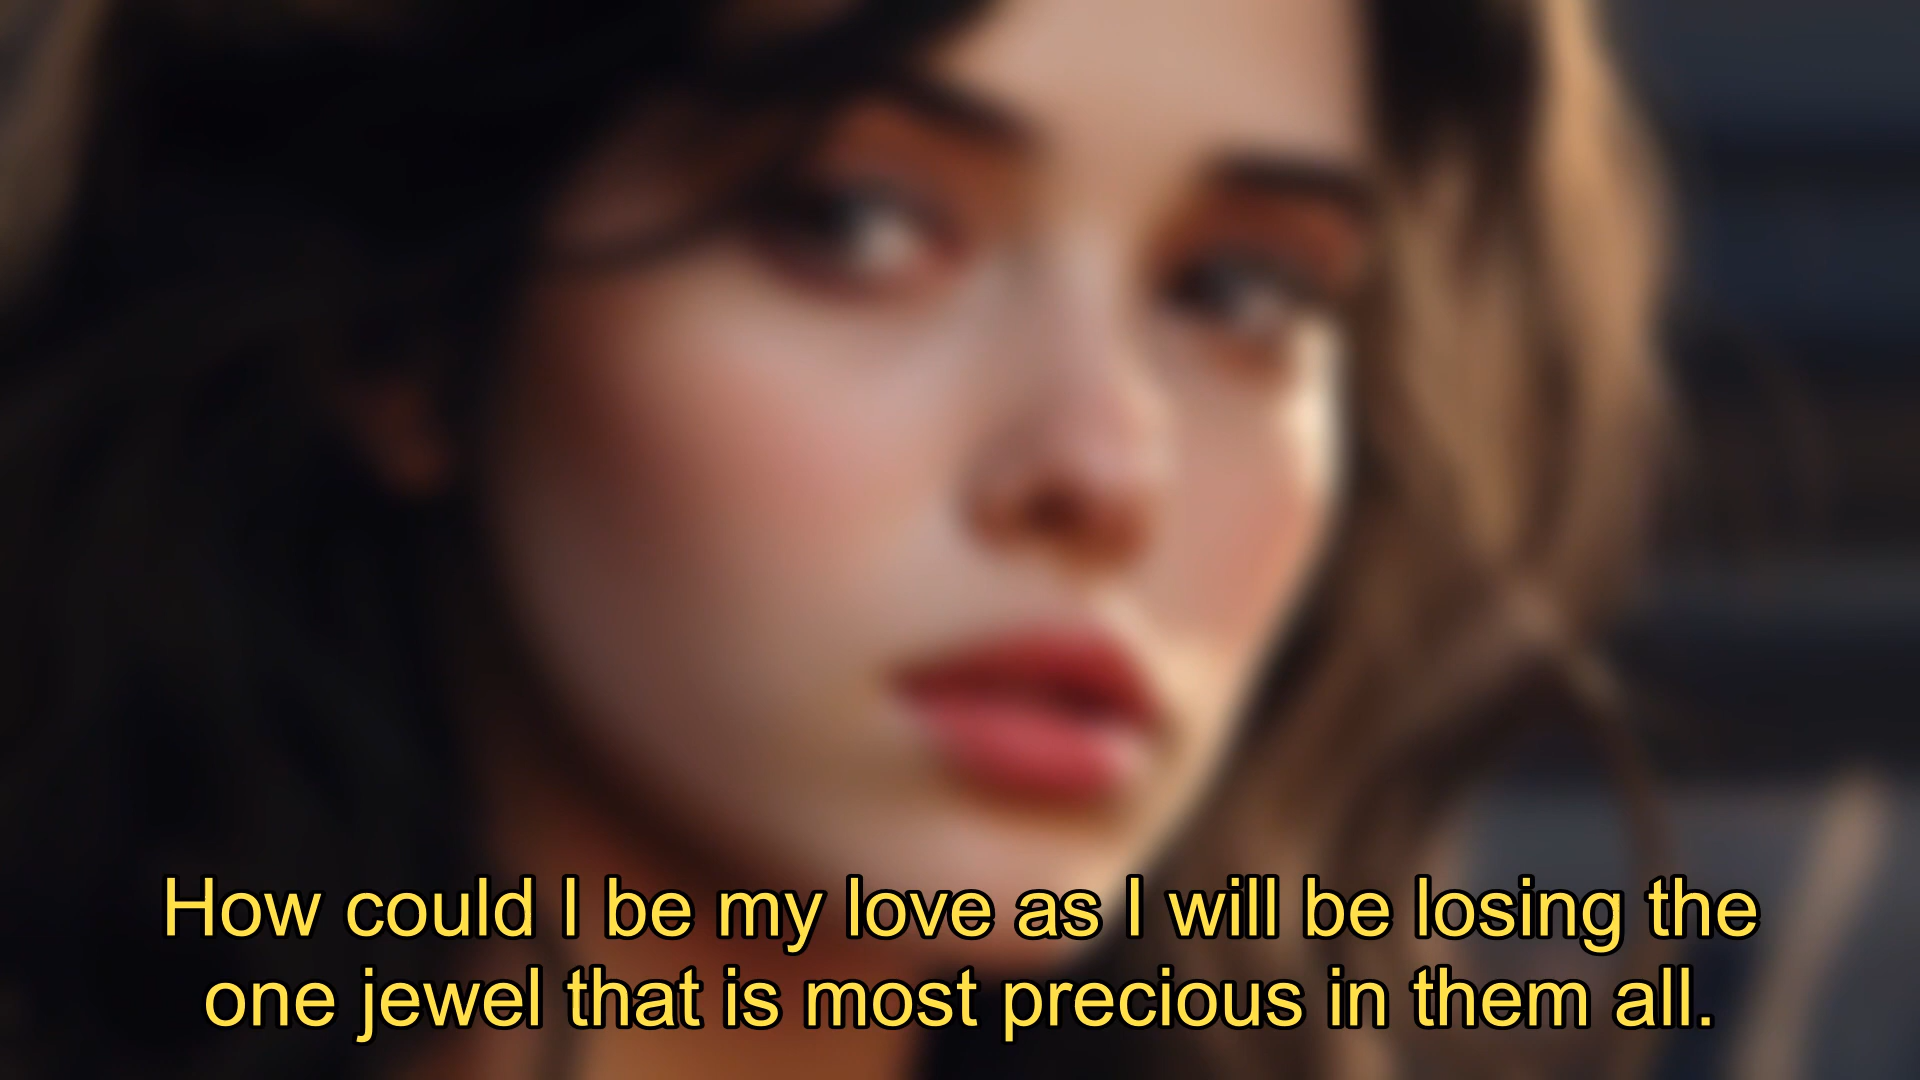 How could I be my love as I will be losing the
one jewel that is most precious in them all.